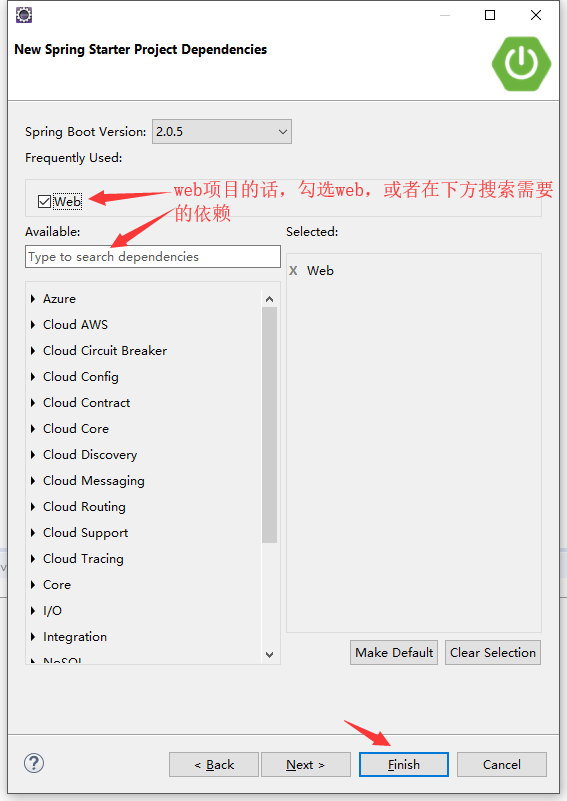 New Spring Starter Project Dependencies
Spring Boot Version: 2.0.5
Frequently Used:
Web
web项目的话，勾选web，或者在下方搜索需要
的依赖
Available:
Selected:
Type to search dependencies
X Web
Azure
Cloud AWS
Cloud Circuit Breaker
Cloud Config
Cloud Contract
Cloud Core
Cloud Discovery
Cloud Messaging
Cloud Routing
Cloud Support
Cloud Tracing
Core
I/O
Integration
NoSQL
Make Default
Clear Selection
?
< Back
Next >
Finish
Cancel